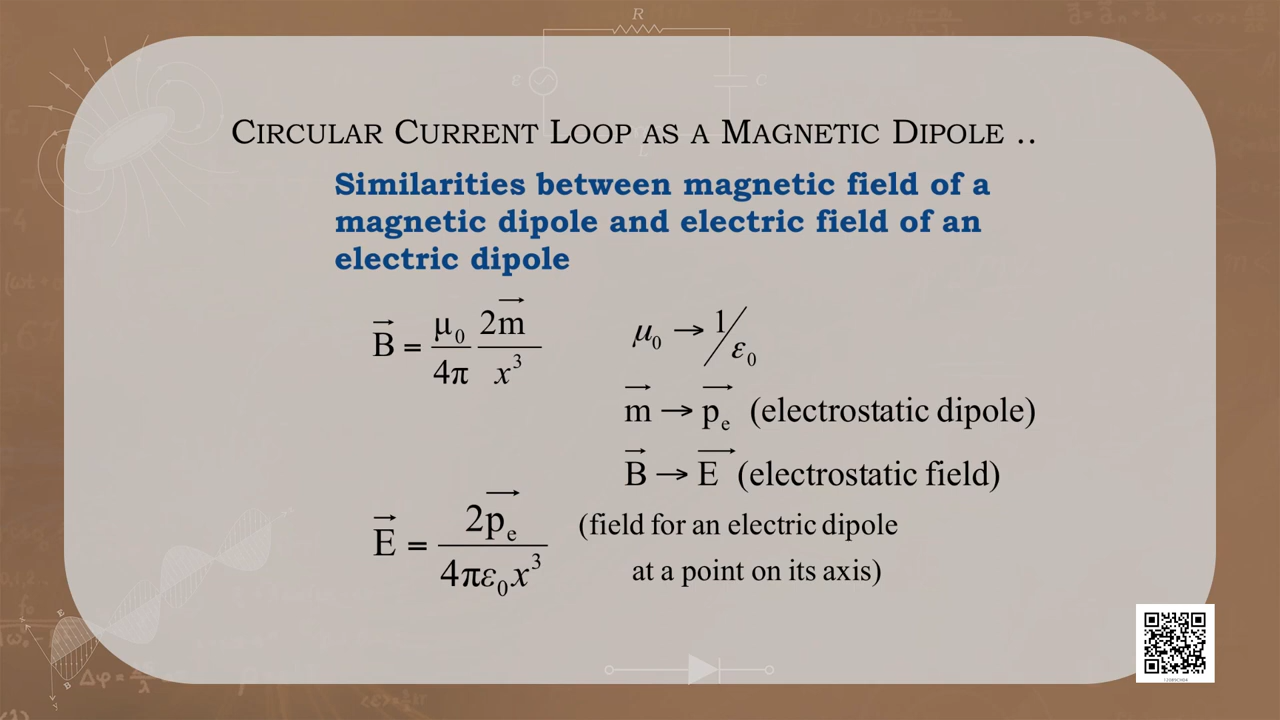 R
ε
C
CIRCULAR CURRENT LOOP AS A MAGNETIC DIPOLE ..
Similarities between magnetic field of a
magnetic dipole and electric field of an
electric dipole
B⃗ = μ₀/4π 2m⃗/x³
μ₀ → 1/ε₀
m⃗ → p⃗ₑ (electrostatic dipole)
B⃗ → E⃗ (electrostatic field)
E⃗ = 2p⃗ₑ/4πε₀x³
(field for an electric dipole
at a point on its axis)
E
B
Δφ =